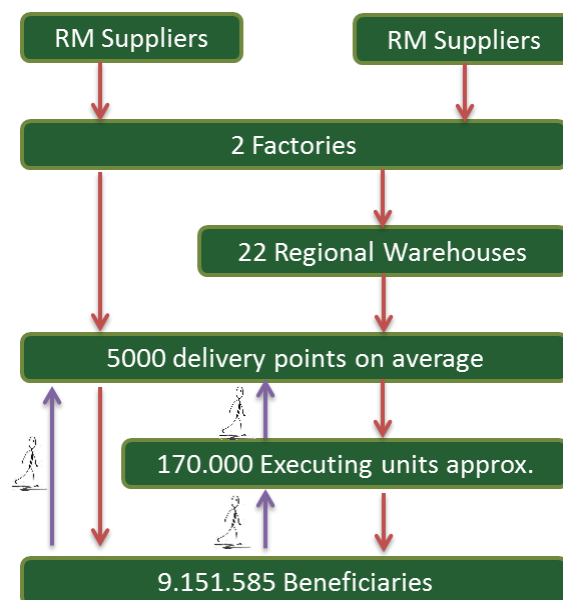 RM Suppliers
RM Suppliers
2 Factories
22 Regional Warehouses
5000 delivery points on average
170.000 Executing units approx.
9.151.585 Beneficiaries